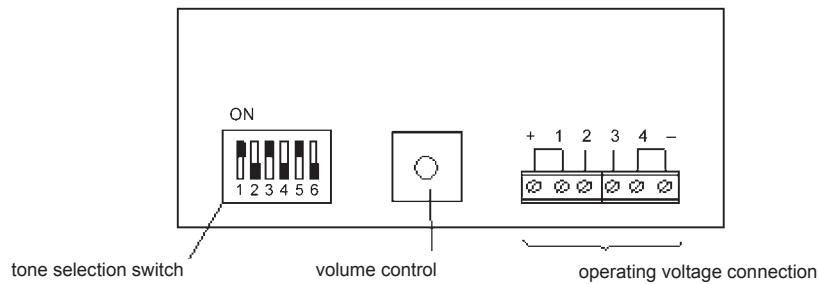 ON
+ 1 2 3 4 –
1 2 3 4 5 6
tone selection switch
volume control
operating voltage connection